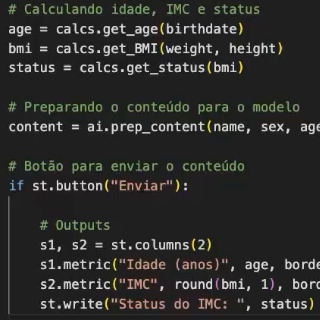 # Calculando idade, IMC e status
age = calcs.get_age(birthdate)
bmi = calcs.get_BMI(weight, height)
status = calcs.get_status(bmi)
# Preparando o conteúdo para o modelo
content = ai.prep_content(name, sex, age
# Botão para enviar o conteúdo
if st.button("Enviar"):
# Outputs
s1, s2 = st.columns(2)
s1.metric("Idade (anos)", age, borde
s2.metric("IMC", round(bmi, 1), bord
st.write("Status do IMC: ", status)